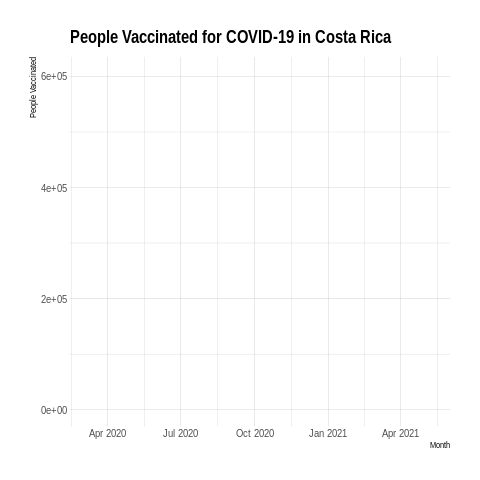 People Vaccinated for COVID-19 in Costa Rica
People Vaccinated
6e+05
4e+05
2e+05
0e+00
Apr 2020 Jul 2020 Oct 2020 Jan 2021 Apr 2021
Month